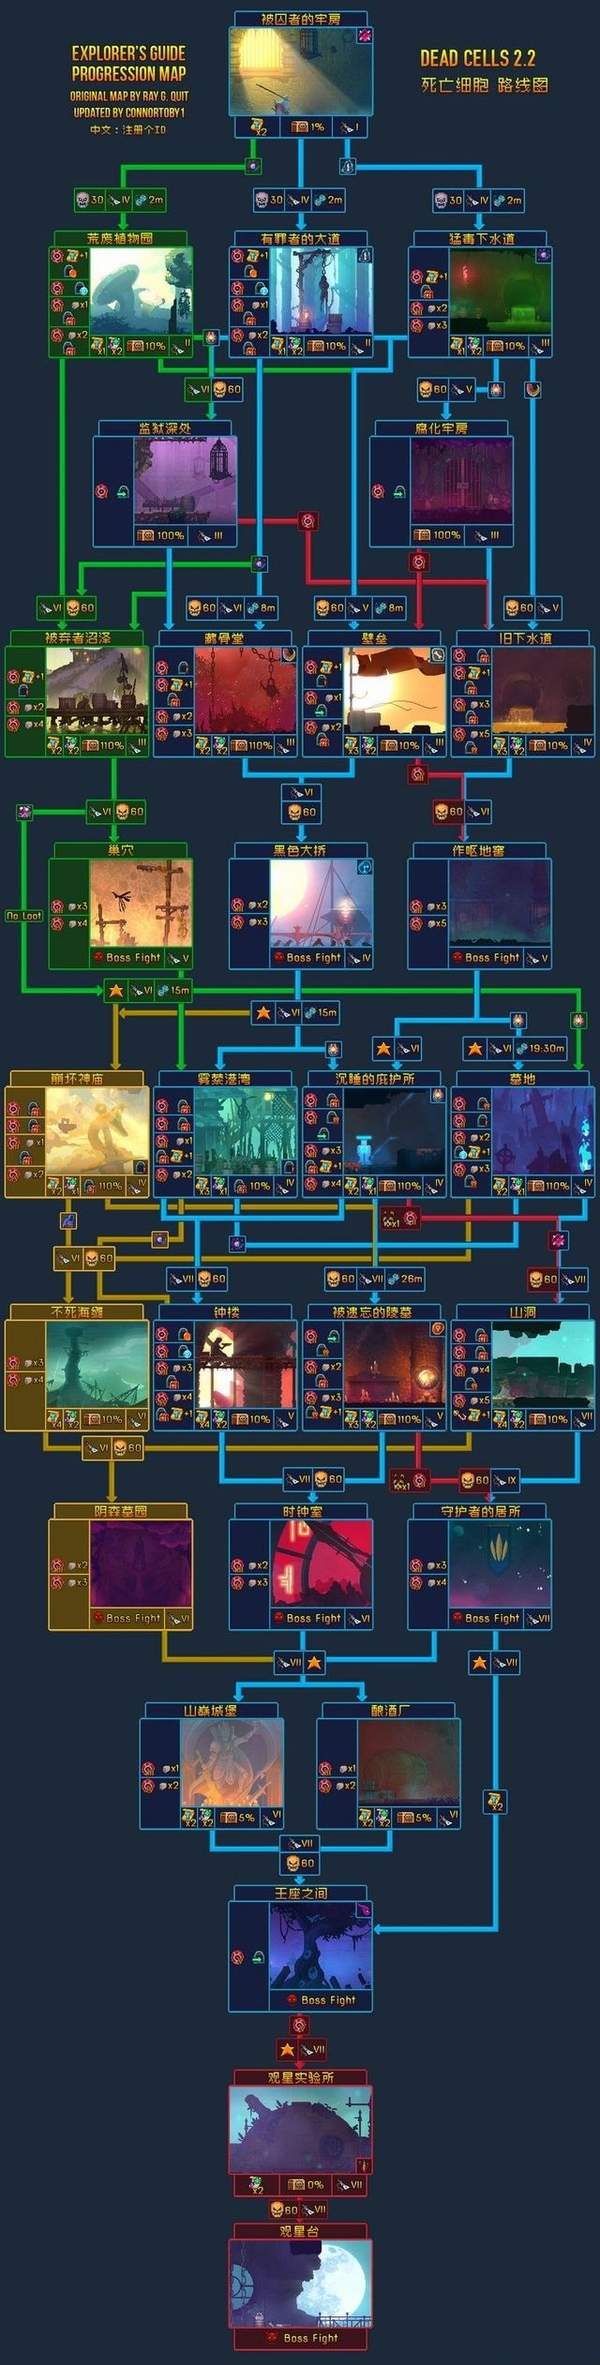 被囚者的牢房
EXPLORER'S GUIDE
PROGRESSION MAP
ORIGINAL MAP BY RAY G. QUIT
UPDATED BY CONNORTOBY1
中文：注册个ID
DEAD CELLS 2.2
死亡细胞 路线图
x2 1% I
30 IV 2m
30 IV 2m
30 IV 2m
荒废植物园
有罪者的大道
猛毒下水道
+1
x1
x2
x1 x2 10% II
+1
x1
x2
x1 x2 10% II
+1
x2
x3
x1 x2 10% III
VI 60
60 V
监狱深处
腐化牢房
100% III
100% III
VI 60
60 VI 8m
60 V 8m
60 V
被弃者沼泽
藏骨堂
壁垒
旧下水道
+1
x2
x4
x2 x2 110% III
+1
x2
x3
x2 x2 110% III
+1
x1
x2
x2 x2 10% III
+1
x3
x5
x3 x2 10% IV
VI 60
VI
60
60 VI
No Loot
巢穴
黑色大桥
作呕地窖
x3
x4
Boss Fight V
x2
x3
Boss Fight IV
x3
x5
Boss Fight V
VI 15m
VI 15m
VI
VI 19:30m
崩坏神庙
雾萦港湾
沉睡的庇护所
墓地
x1
x2
x2 x1 110% IV
x3 x1 10% IV
x1
+1
x4
x2 x1 110% IV
x2
+1
x3
x2 x1 110% IV
x1
VI 60
VII 60
60 VII 26m
60 VII
不死海疆
钟楼
被遗忘的陵墓
山洞
x3
x4
x4 x2 10% VI
x3
+1
x4 x2 10% V
x2
x3
+1
x3 x2 110% V
x4
x5
+1
x4 x2 10% VII
VI 60
VII 60
x1
60 IX
阴森墓园
时钟室
守护者的居所
x2
x3
Boss Fight VI
x2
x3
Boss Fight VI
x3
x4
Boss Fight VII
VII
VII
山巅城堡
酿酒厂
x1
x2
x2 x2 5% VI
x1
x2
x2 x2 5% VI
x2
VII
60
王座之间
Boss Fight
VII
观星实验所
x2 0% VII
60 VII
观星台
Boss Fight